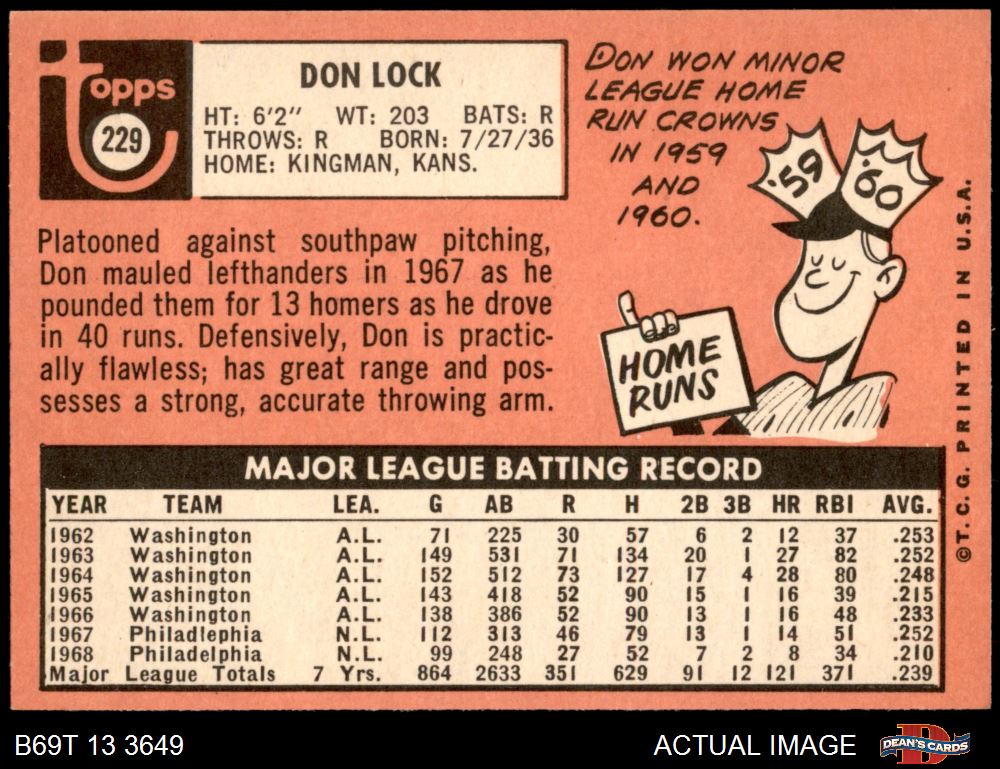 Topps
229
DON LOCK
HT: 6'2" WT: 203 BATS: R
THROWS: R BORN: 7/27/36
HOME: KINGMAN, KANS.
DON WON MINOR
LEAGUE HOME
RUN CROWNS
IN 1959
AND
1960.
'59
'60
HOME
RUNS
Platooned against southpaw pitching,
Don mauled lefthanders in 1967 as he
pounded them for 13 homers as he drove
in 40 runs. Defensively, Don is practic-
ally flawless; has great range and pos-
sesses a strong, accurate throwing arm.
©T.C.G. PRINTED IN U.S.A.
MAJOR LEAGUE BATTING RECORD
YEAR TEAM LEA. G AB R H 2B 3B HR RBI AVG.
1962 Washington A.L. 71 225 30 57 6 2 12 37 .253
1963 Washington A.L. 149 531 71 134 20 1 27 82 .252
1964 Washington A.L. 152 512 73 127 17 4 28 80 .248
1965 Washington A.L. 143 418 52 90 15 1 16 39 .215
1966 Washington A.L. 138 386 52 90 13 1 16 48 .233
1967 Philadlephia N.L. 112 313 46 79 13 1 14 51 .252
1968 Philadelphia N.L. 99 248 27 52 7 2 8 34 .210
Major League Totals 7 Yrs. 864 2633 351 629 91 12 121 371 .239
B69T 13 3649
ACTUAL IMAGE
D
DEAN'S CARDS